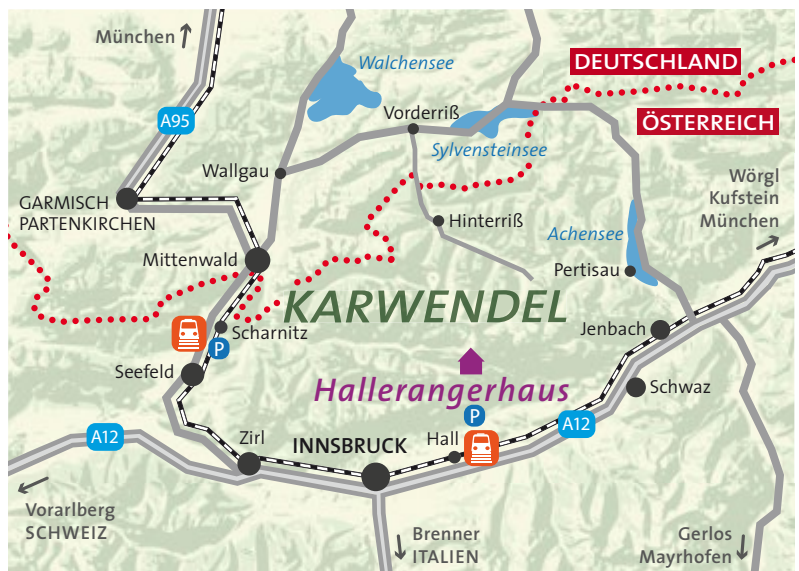 München
Walchensee
DEUTSCHLAND
A95
Vorderriß
ÖSTERREICH
Sylvensteinsee
Wallgau
Wörgl
Kufstein
München
GARMISCH
PARTENKIRCHEN
Hinterriß
Achensee
Mittenwald
Pertisau
KARWENDEL
Scharnitz
Jenbach
P
Seefeld
Hallerangerhaus
Schwaz
P
A12
A12
Zirl
INNSBRUCK
Hall
Vorarlberg
SCHWEIZ
Brenner
ITALIEN
Gerlos
Mayrhofen